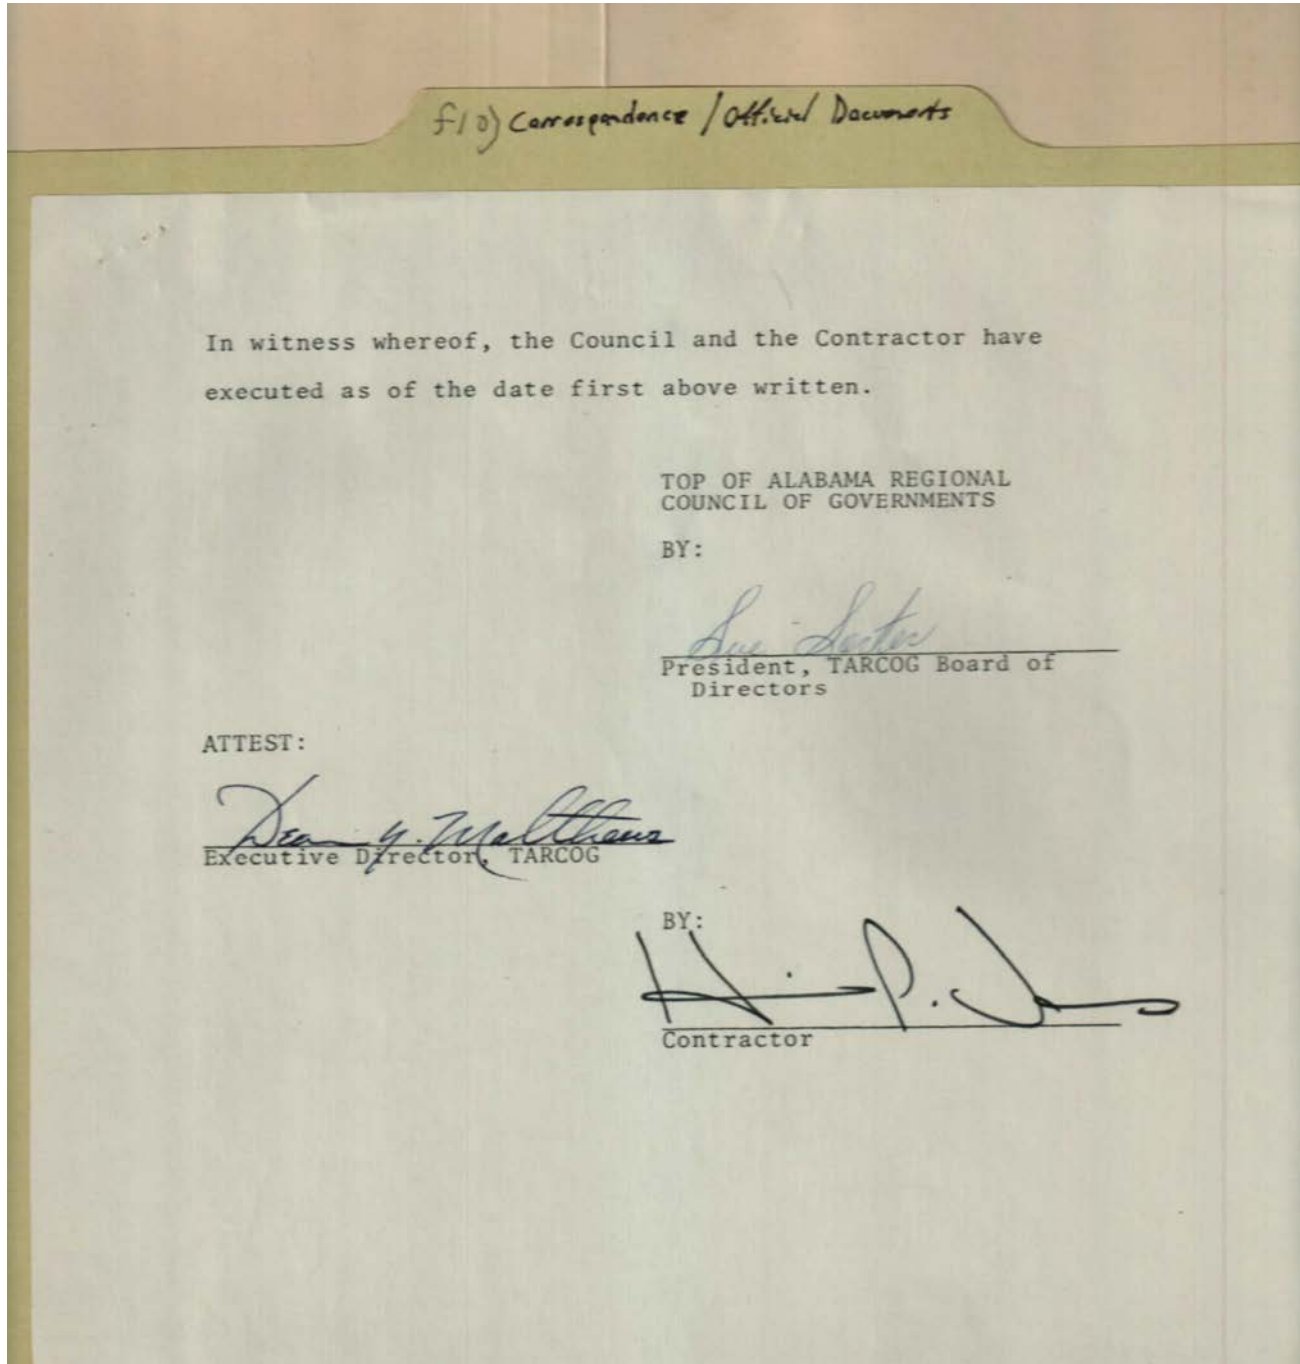 f10) Correspondence / Official Documents
In witness whereof, the Council and the Contractor have
executed as of the date first above written.
TOP OF ALABAMA REGIONAL
COUNCIL OF GOVERNMENTS
BY:
Sue
President, TARCOG Board of
Directors
ATTEST:
Dean Y. Matthews
Executive Director, TARCOG
BY:
P.
Contractor